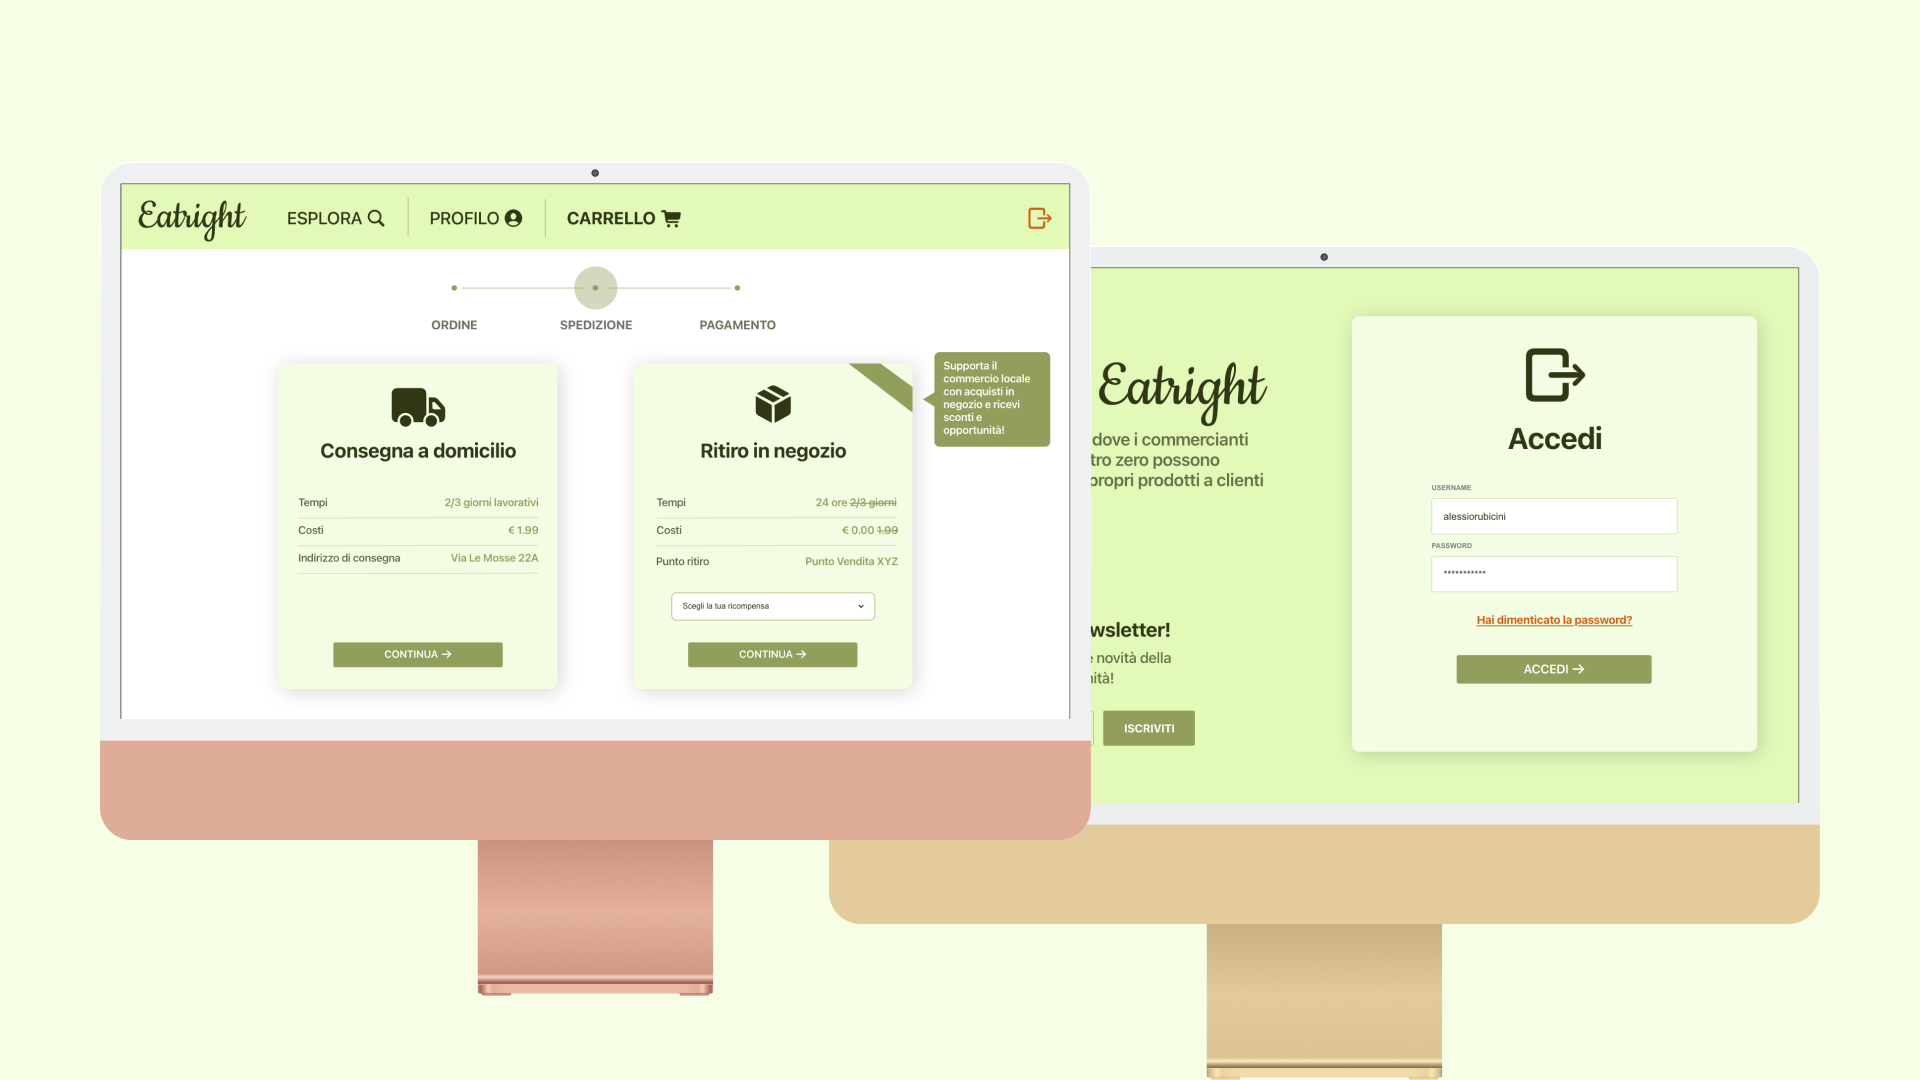 Eatright
ESPLORA
PROFILO
CARRELLO
ORDINE
SPEDIZIONE
PAGAMENTO
Consegna a domicilio
Tempi
2/3 giorni lavorativi
Costi
€ 1.99
Indirizzo di consegna
Via Le Mosse 22A
CONTINUA →
Ritiro in negozio
Tempi
24 ore 2/3 giorni
Costi
€ 0.00 1.99
Punto ritiro
Punto Vendita XYZ
Scegli la tua ricompensa
CONTINUA →
Supporta il
commercio locale
con acquisti in
negozio e ricevi
sconti e
opportunità!
Eatright
dove i commercianti
tro zero possono
propri prodotti a clienti
wsletter!
e novità della
ità!
ISCRIVITI
Accedi
USERNAME
alessiorubicini
PASSWORD
***********
Hai dimenticato la password?
ACCEDI →